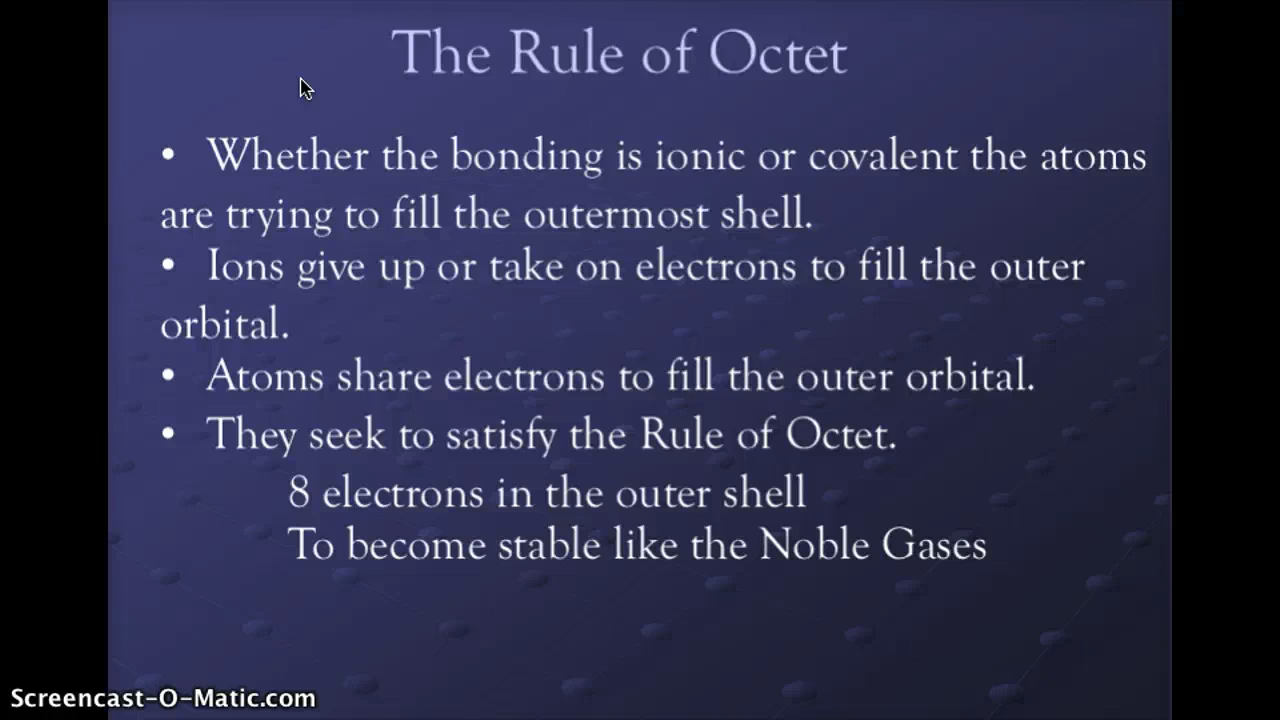 The Rule of Octet
• Whether the bonding is ionic or covalent the atoms
are trying to fill the outermost shell.
• Ions give up or take on electrons to fill the outer
orbital.
• Atoms share electrons to fill the outer orbital.
• They seek to satisfy the Rule of Octet.
8 electrons in the outer shell
To become stable like the Noble Gases
Screencast-O-Matic.com